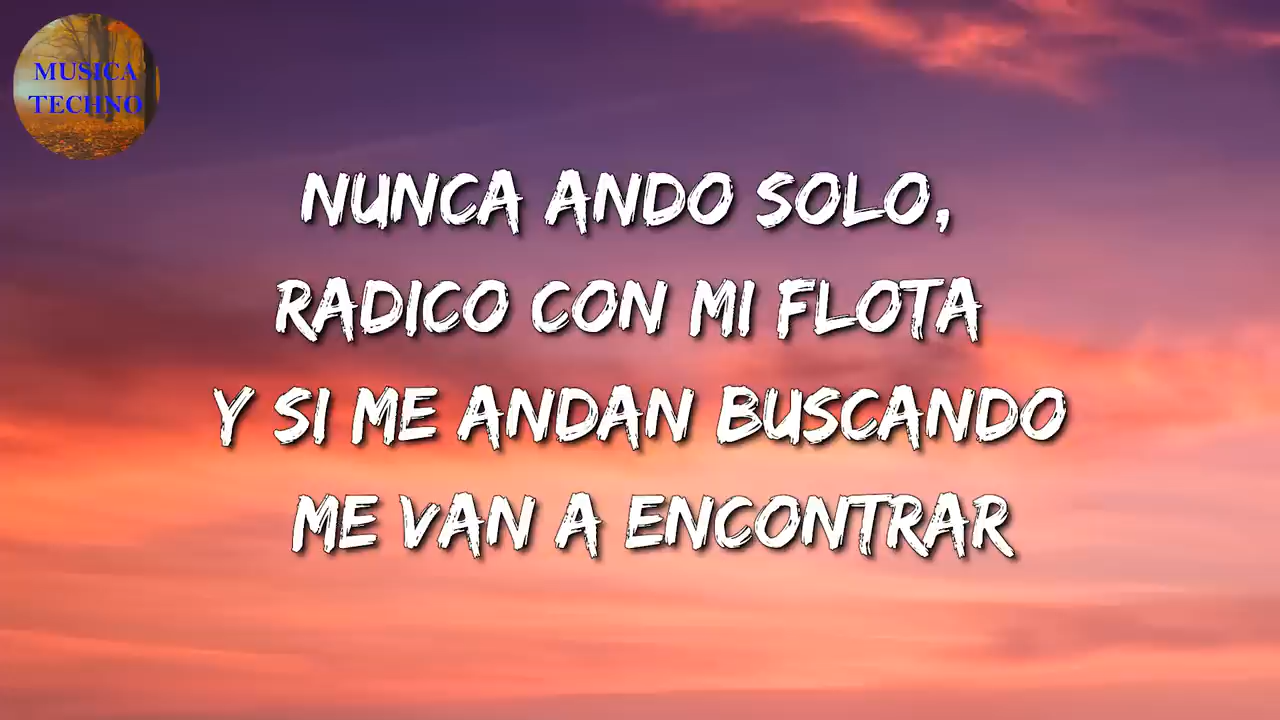 MUSICA
TECHNO
NUNCA ANDO SOLO,
RADICO CON MI FLOTA
Y SI ME ANDAN BUSCANDO
ME VAN A ENCONTRAR